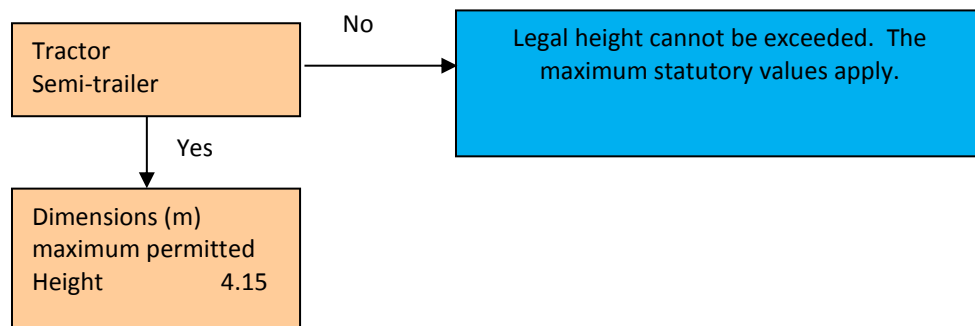 Tractor
Semi-trailer
No
Legal height cannot be exceeded. The
maximum statutory values apply.
Yes
Dimensions (m)
maximum permitted
Height 4.15